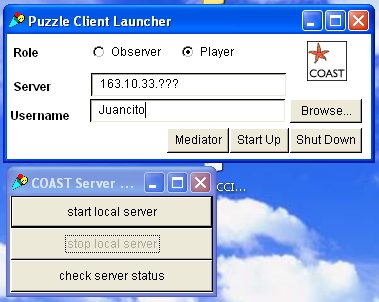 Puzzle Client Launcher
Role Observer Player
COAST
Server 163.10.33.???
Username Juancito Browse...
Mediator Start Up Shut Down
COAST Server ...
CCI...
start local server
stop local server
check server status